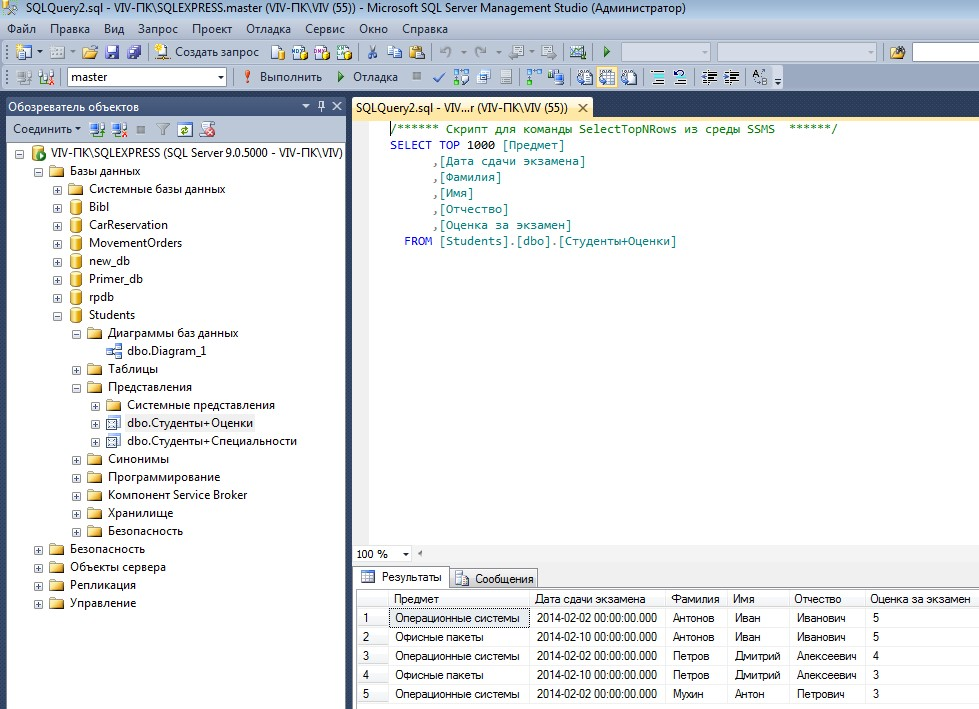 SQLQuery2.sql - VIV-ПК\SQLEXPRESS.master (VIV-ПК\VIV (55)) - Microsoft SQL Server Management Studio (Администратор)
Файл Правка Вид Запрос Проект Отладка Сервис Окно Справка
Создать запрос
master Выполнить Отладка
Обозреватель объектов
Соединить
VIV-ПК\SQLEXPRESS (SQL Server 9.0.5000 - VIV-ПК\VIV)
Базы данных
Системные базы данных
Bibl
CarReservation
MovementOrders
new_db
Primer_db
rpdb
Students
Диаграммы баз данных
dbo.Diagram_1
Таблицы
Представления
Системные представления
dbo.Студенты+Оценки
dbo.Студенты+Специальности
Синонимы
Программирование
Компонент Service Broker
Хранилище
Безопасность
Безопасность
Объекты сервера
Репликация
Управление
SQLQuery2.sql - VIV...r (VIV-ПК\VIV (55))
/****** Скрипт для команды SelectTopNRows из среды SSMS ******/
SELECT TOP 1000 [Предмет]
,[Дата сдачи экзамена]
,[Фамилия]
,[Имя]
,[Отчество]
,[Оценка за экзамен]
FROM [Students].[dbo].[Студенты+Оценки]
100 %
Результаты Сообщения
Предмет Дата сдачи экзамена Фамилия Имя Отчество Оценка за экзамен
1 Операционные системы 2014-02-02 00:00:00.000 Антонов Иван Иванович 5
2 Офисные пакеты 2014-02-10 00:00:00.000 Антонов Иван Иванович 5
3 Операционные системы 2014-02-02 00:00:00.000 Петров Дмитрий Алексеевич 4
4 Офисные пакеты 2014-02-10 00:00:00.000 Петров Дмитрий Алексеевич 3
5 Операционные системы 2014-02-02 00:00:00.000 Мухин Антон Петрович 3